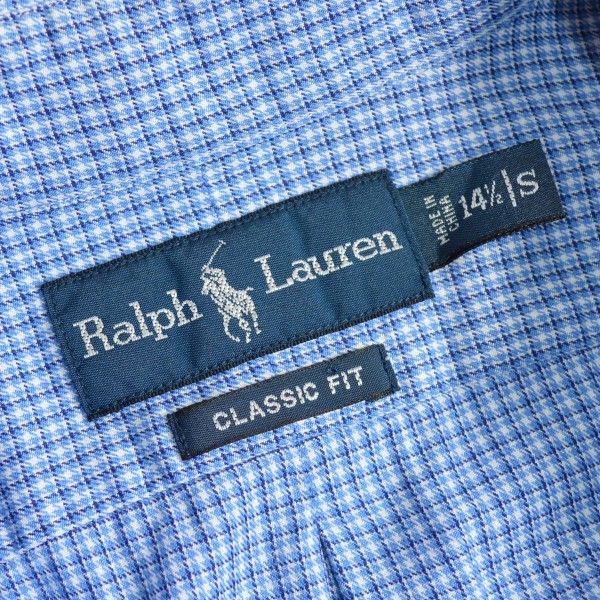 Ralph Lauren
MADE IN
CHINA
14½|S
CLASSIC FIT